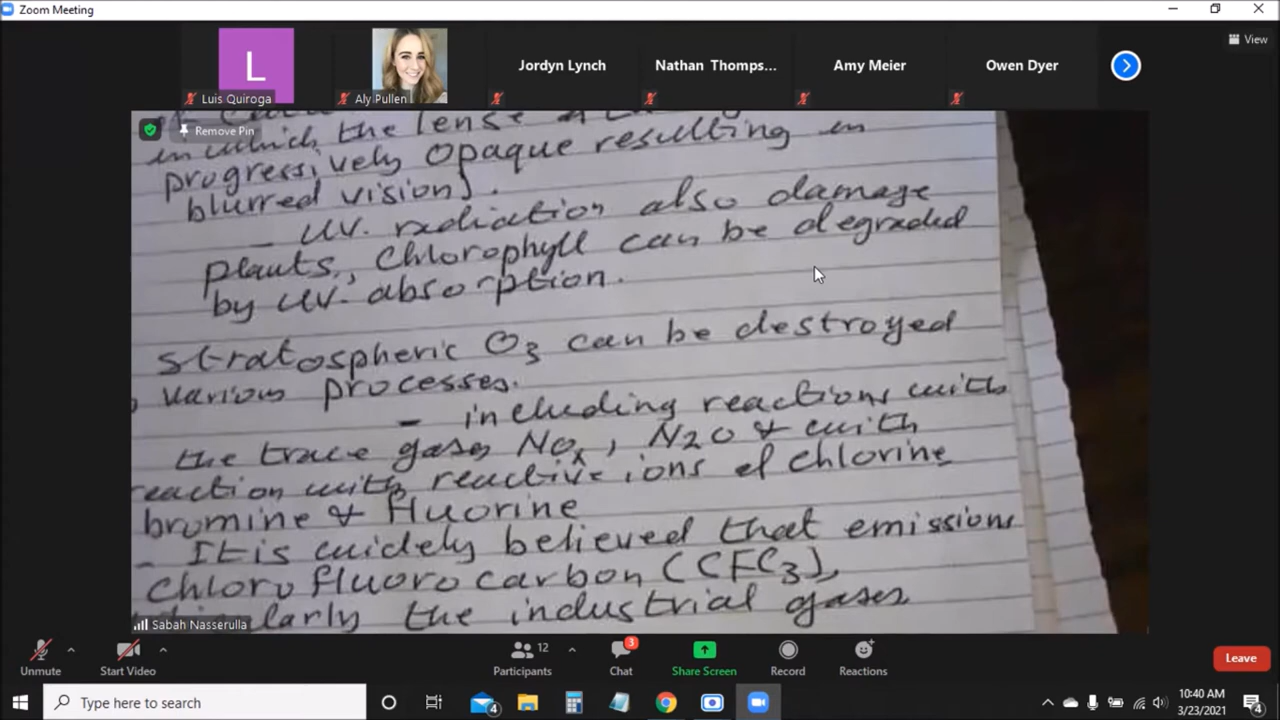 Zoom Meeting
View
L
Luis Quiroga
Aly Pullen
Jordyn Lynch
Nathan Thomps...
Amy Meier
Owen Dyer
Remove Pin
in which the lense
progressively opaque resulting in
blurred vision).
- UV. radiation also damage
plants, Chlorophyll can be degraded
by UV. absorption.
Stratospheric O3 can be destroyed
various processes.
- including reactions with
the trace gases NOx, N2O & with
reaction with reactive ions of chlorine
bromine & Fluorine
- It is widely believed that emissions
Chloro fluoro carbon (CFC3),
the industrial gases
Sabah Nasserulla
Unmute
Start Video
12
Participants
3
Chat
Share Screen
Record
Reactions
Leave
Type here to search
4
10:40 AM
3/23/2021
4